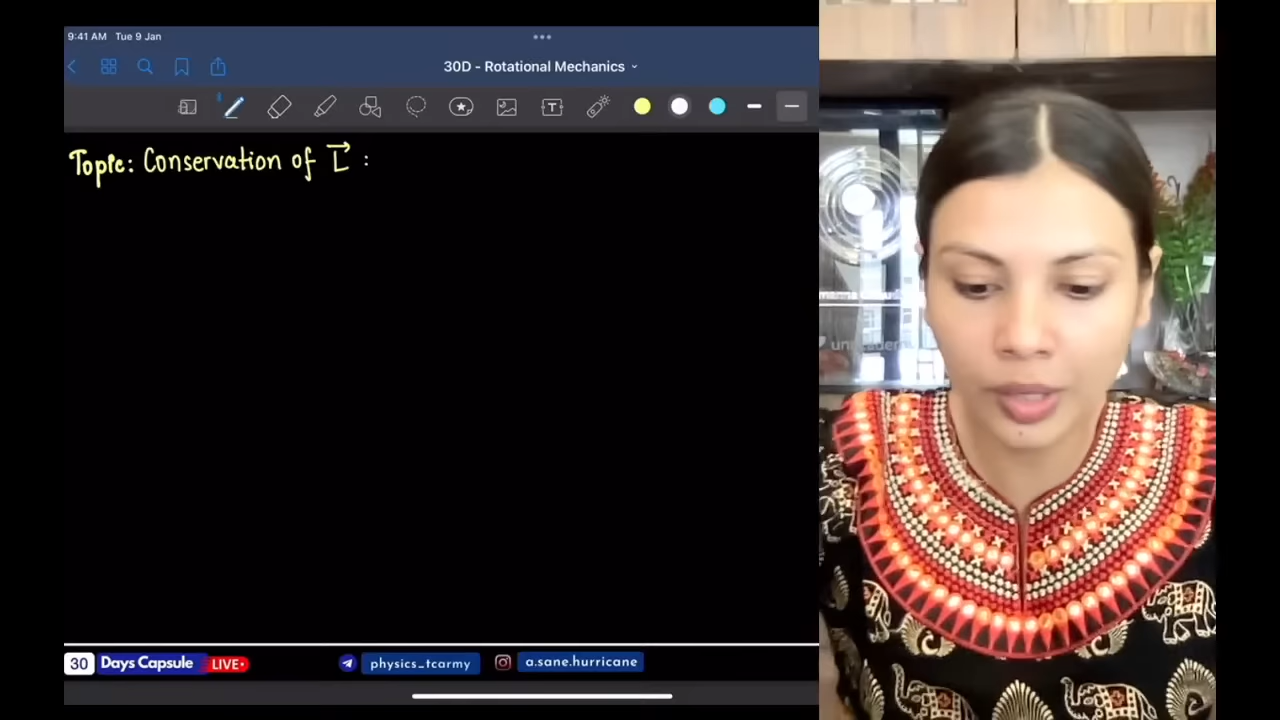 9:41 AM Tue 9 Jan
30D - Rotational Mechanics
T
Topic: Conservation of L⃗ :
30 Days Capsule LIVE
physics_tcarmy
a.sane.hurricane